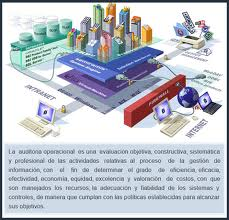 INTRANET
FIREWALL
INTERNET
La auditoria operacional es una evaluación objetiva, constructiva, sistemática
y profesional de las actividades relativas al proceso de la gestión de
información, con el fin de determinar el grado de eficiencia, eficacia,
efectividad, economía, equidad, excelencia y valoración de costos, con que
son manejados los recursos; la adecuación y fiabilidad de los sistemas y
controles, de manera que cumplan con las políticas establecidas para alcanzar
sus objetivos.